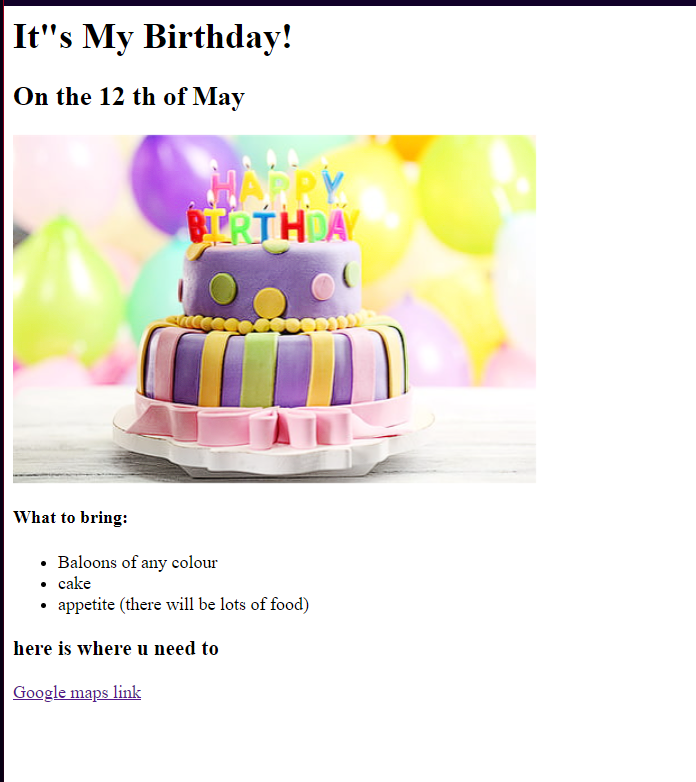 It"s My Birthday!
On the 12 th of May
HAPPY
BIRTHDAY
What to bring:
Baloons of any colour
cake
appetite (there will be lots of food)
here is where u need to
Google maps link